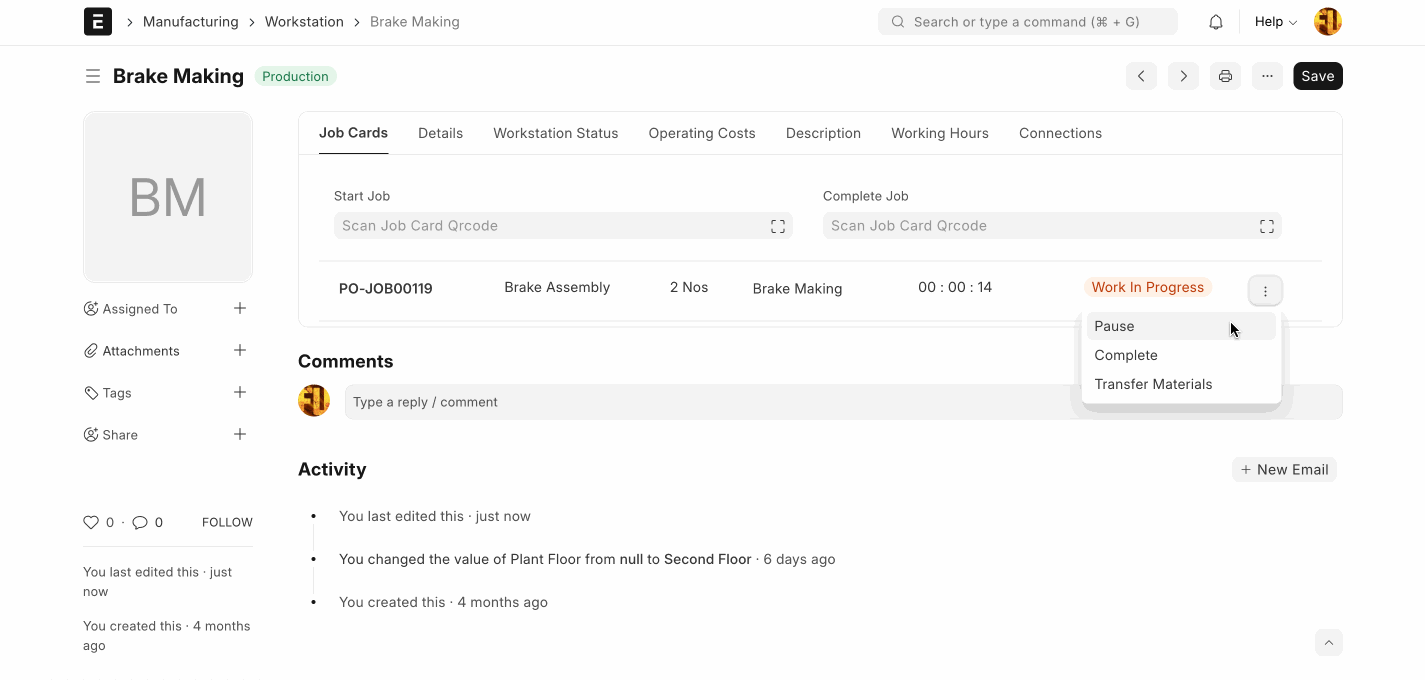 Manufacturing > Workstation > Brake Making
Search or type a command (⌘ + G)
Help
Brake Making
Production
Save
BM
Job Cards
Details
Workstation Status
Operating Costs
Description
Working Hours
Connections
Start Job
Complete Job
Scan Job Card Qrcode
Scan Job Card Qrcode
PO-JOB00119
Brake Assembly
2 Nos
Brake Making
00 : 00 : 14
Work In Progress
Pause
Complete
Transfer Materials
Assigned To
Attachments
Tags
Share
0 · 0
FOLLOW
You last edited this · just
now
You created this · 4 months
ago
Comments
Type a reply / comment
Activity
+ New Email
You last edited this · just now
You changed the value of Plant Floor from null to Second Floor · 6 days ago
You created this · 4 months ago